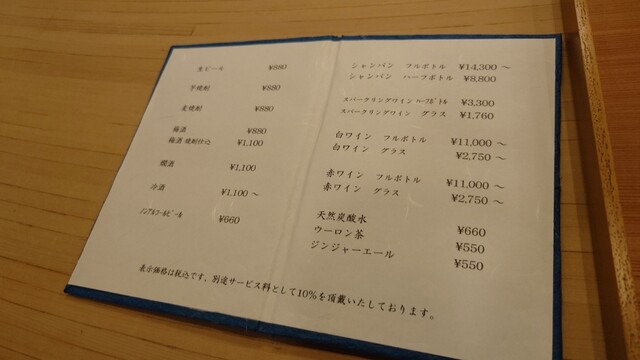 生ビール ¥880
芋焼酎 ¥880
麦焼酎 ¥880
梅酒 ¥880
梅酒 焼酎仕込 ¥1,100
燗酒 ¥1,100
冷酒 ¥1,100 ～
ﾉﾝｱﾙｺｰﾙﾋﾞｰﾙ ¥660
シャンパン フルボトル ¥14,300 ～
シャンパン ハーフボトル ¥8,800
スパークリングワイン ﾊｰﾌﾎﾞﾄﾙ ¥3,300
スパークリングワイン グラス ¥1,760
白ワイン フルボトル ¥11,000 ～
白ワイン グラス ¥2,750 ～
赤ワイン フルボトル ¥11,000 ～
赤ワイン グラス ¥2,750 ～
天然炭酸水 ¥660
ウーロン茶 ¥550
ジンジャーエール ¥550
表示価格は税込です、別途サービス料として10%を頂戴いたしております。